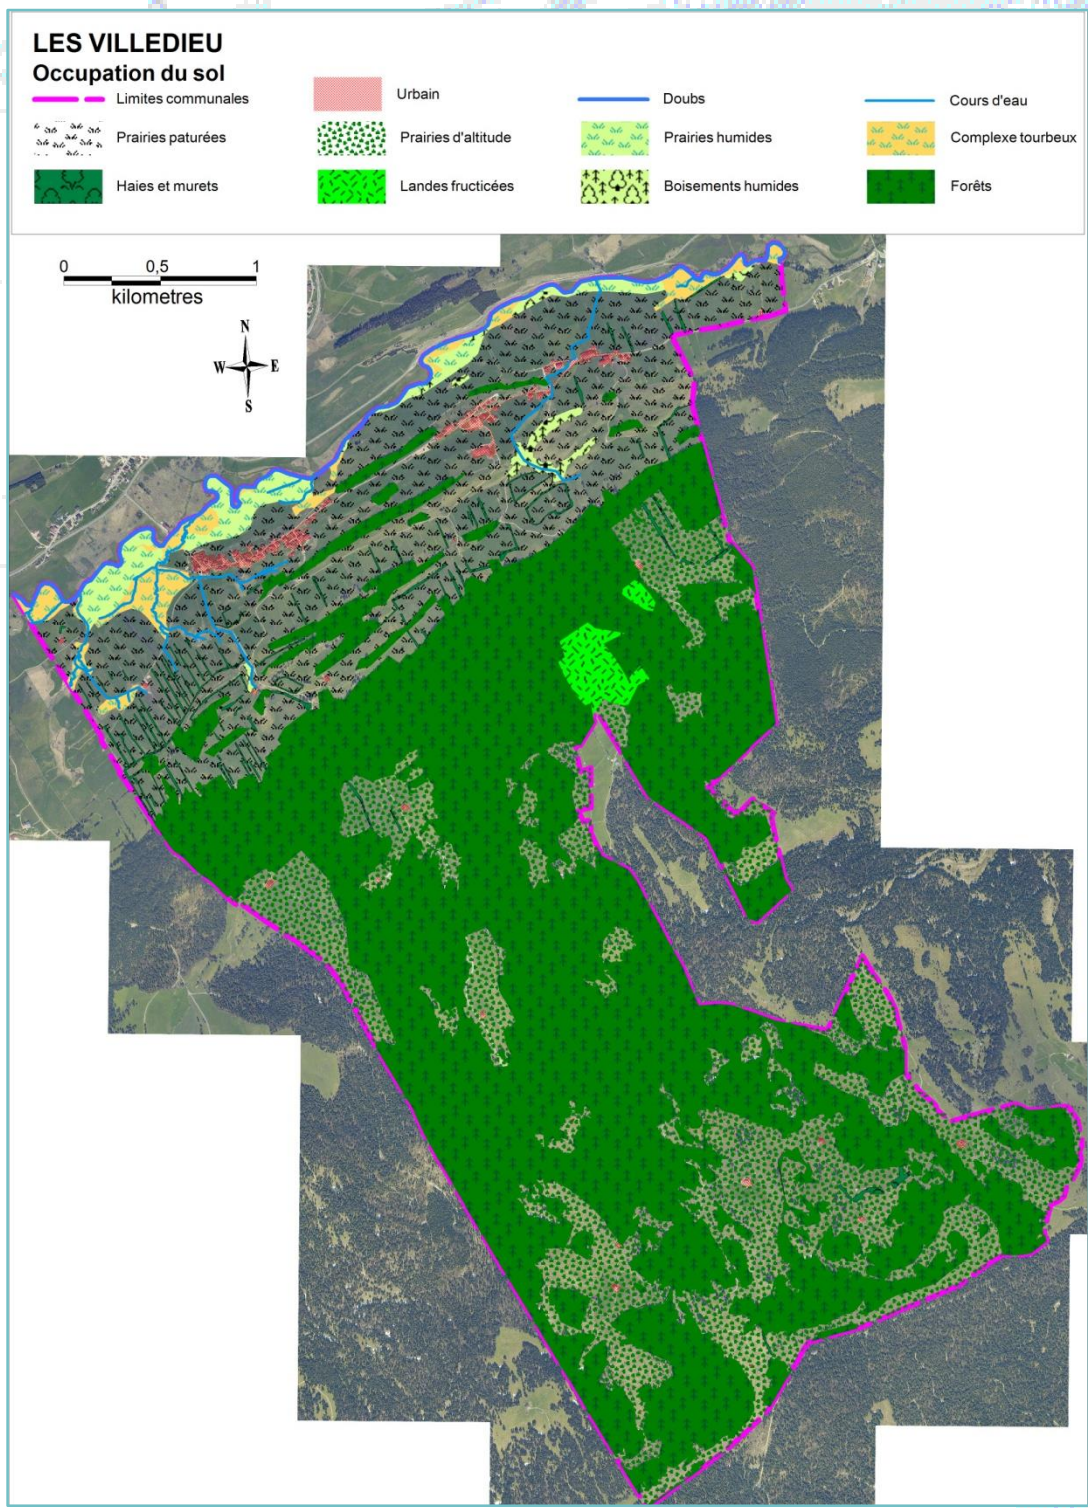 LES VILLEDIEU
Occupation du sol
Limites communales
Urbain
Doubs
Cours d'eau
Prairies paturées
Prairies d'altitude
Prairies humides
Complexe tourbeux
Haies et murets
Landes fructicées
Boisements humides
Forêts
0 0,5 1
kilometres
N
W E
S